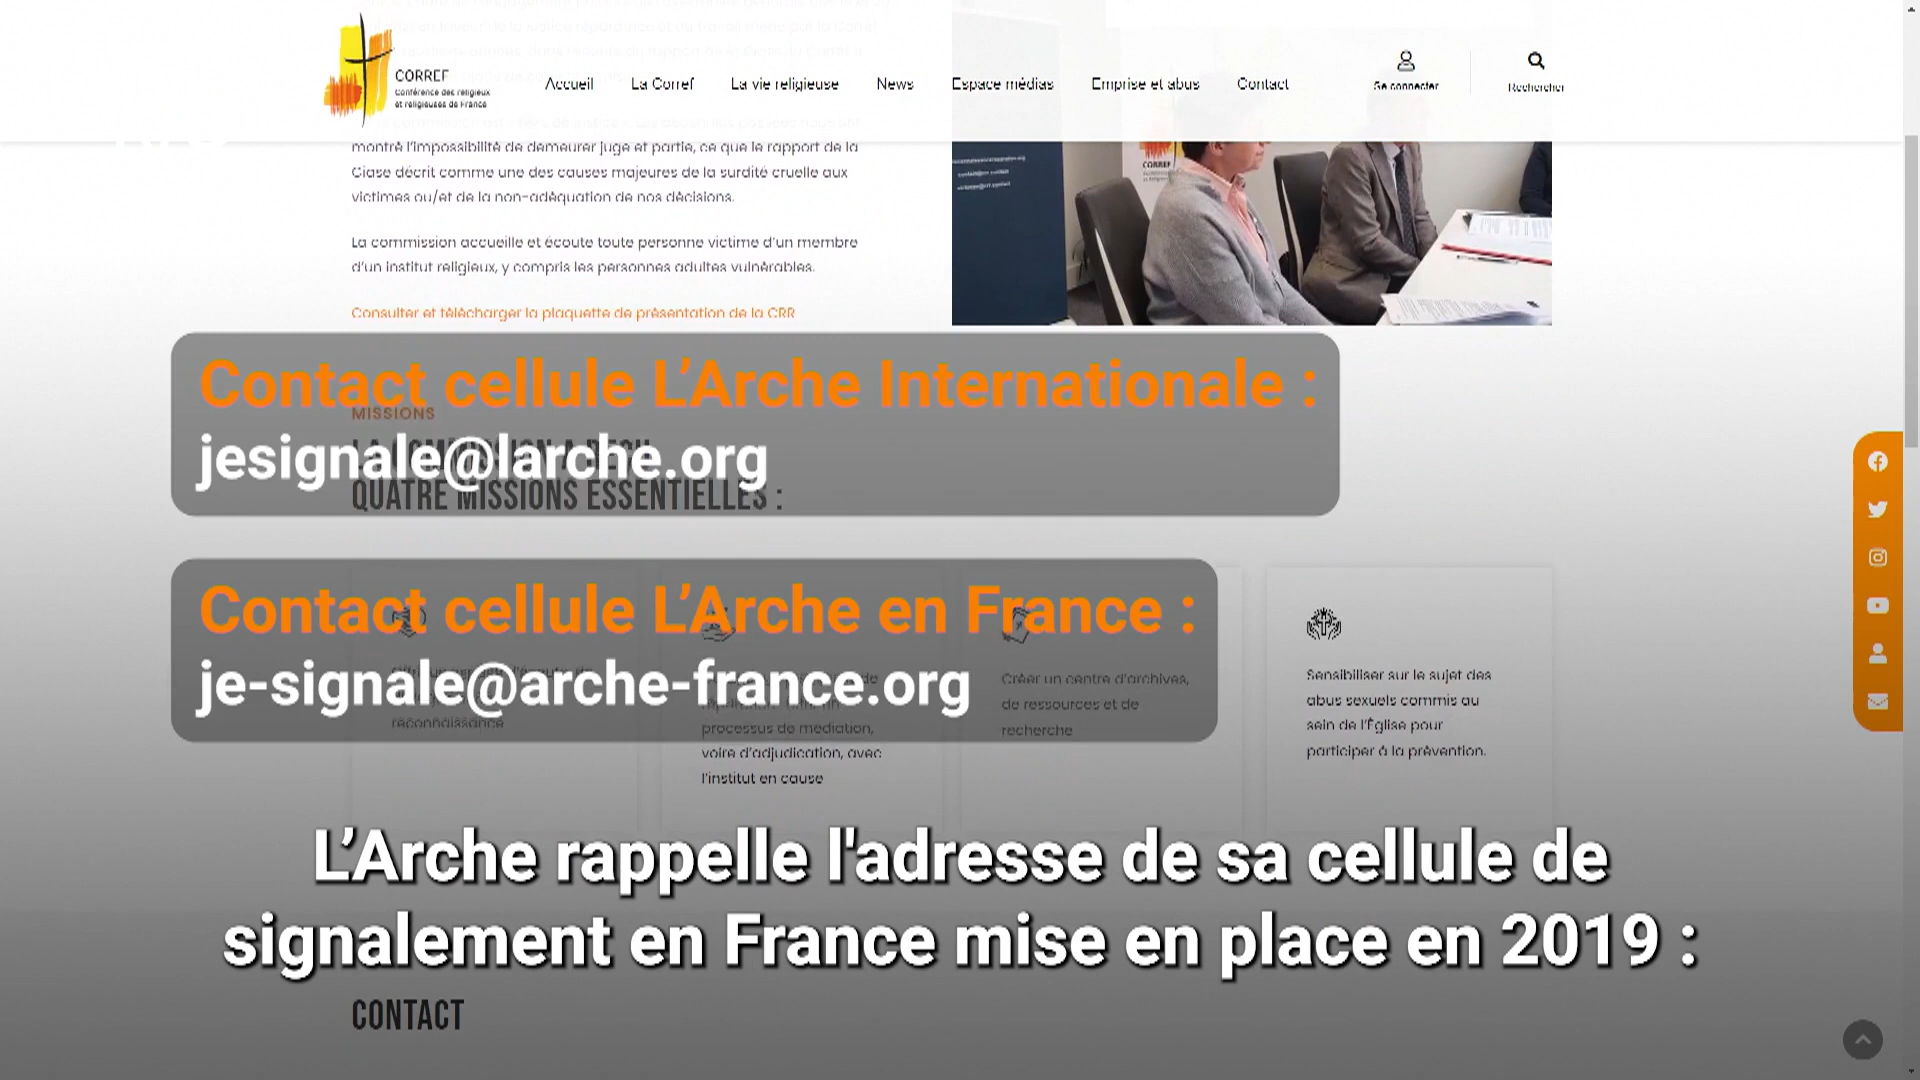 CORREF
Conférence des religieux
et religieuses de France
Accueil
La Corref
La vie religieuse
News
Espace médias
Emprise et abus
Contact
Se connecter
Rechercher
montré l'impossibilité de demeurer juge et partie, ce que le rapport de la
Ciase décrit comme une des causes majeures de la surdité cruelle aux
victimes ou/et de la non-adéquation de nos décisions.
La commission accueille et écoute toute personne victime d'un membre
d'un institut religieux, y compris les personnes adultes vulnérables.
Consulter et télécharger la plaquette de présentation de la CRR
CORREF
Contact cellule L'Arche Internationale :
jesignale@larche.org
MISSIONS
LA COMMISSION A
QUATRE MISSIONS ESSENTIELLES :
Contact cellule L'Arche en France :
je-signale@arche-france.org
reconnaissance
processus de médiation,
voire d'adjudication, avec
l'institut en cause
Créer un centre d'archives,
de ressources et de
recherche
Sensibiliser sur le sujet des
abus sexuels commis au
sein de l'Église pour
participer à la prévention.
L'Arche rappelle l'adresse de sa cellule de
signalement en France mise en place en 2019 :
CONTACT